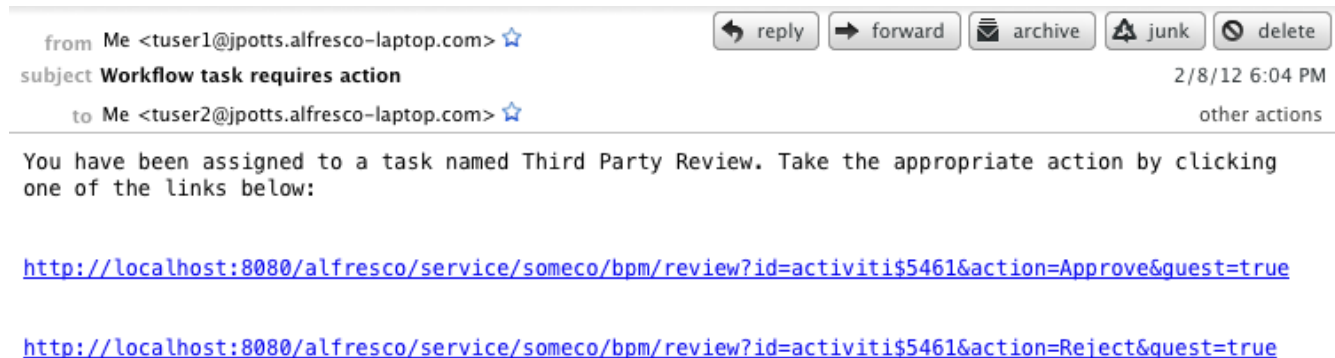 from Me <tuser1@jpotts.alfresco-laptop.com> reply forward archive junk delete
subject Workflow task requires action 2/8/12 6:04 PM
to Me <tuser2@jpotts.alfresco-laptop.com> other actions
You have been assigned to a task named Third Party Review. Take the appropriate action by clicking
one of the links below:
http://localhost:8080/alfresco/service/someco/bpm/review?id=activiti$5461&action=Approve&guest=true
http://localhost:8080/alfresco/service/someco/bpm/review?id=activiti$5461&action=Reject&guest=true